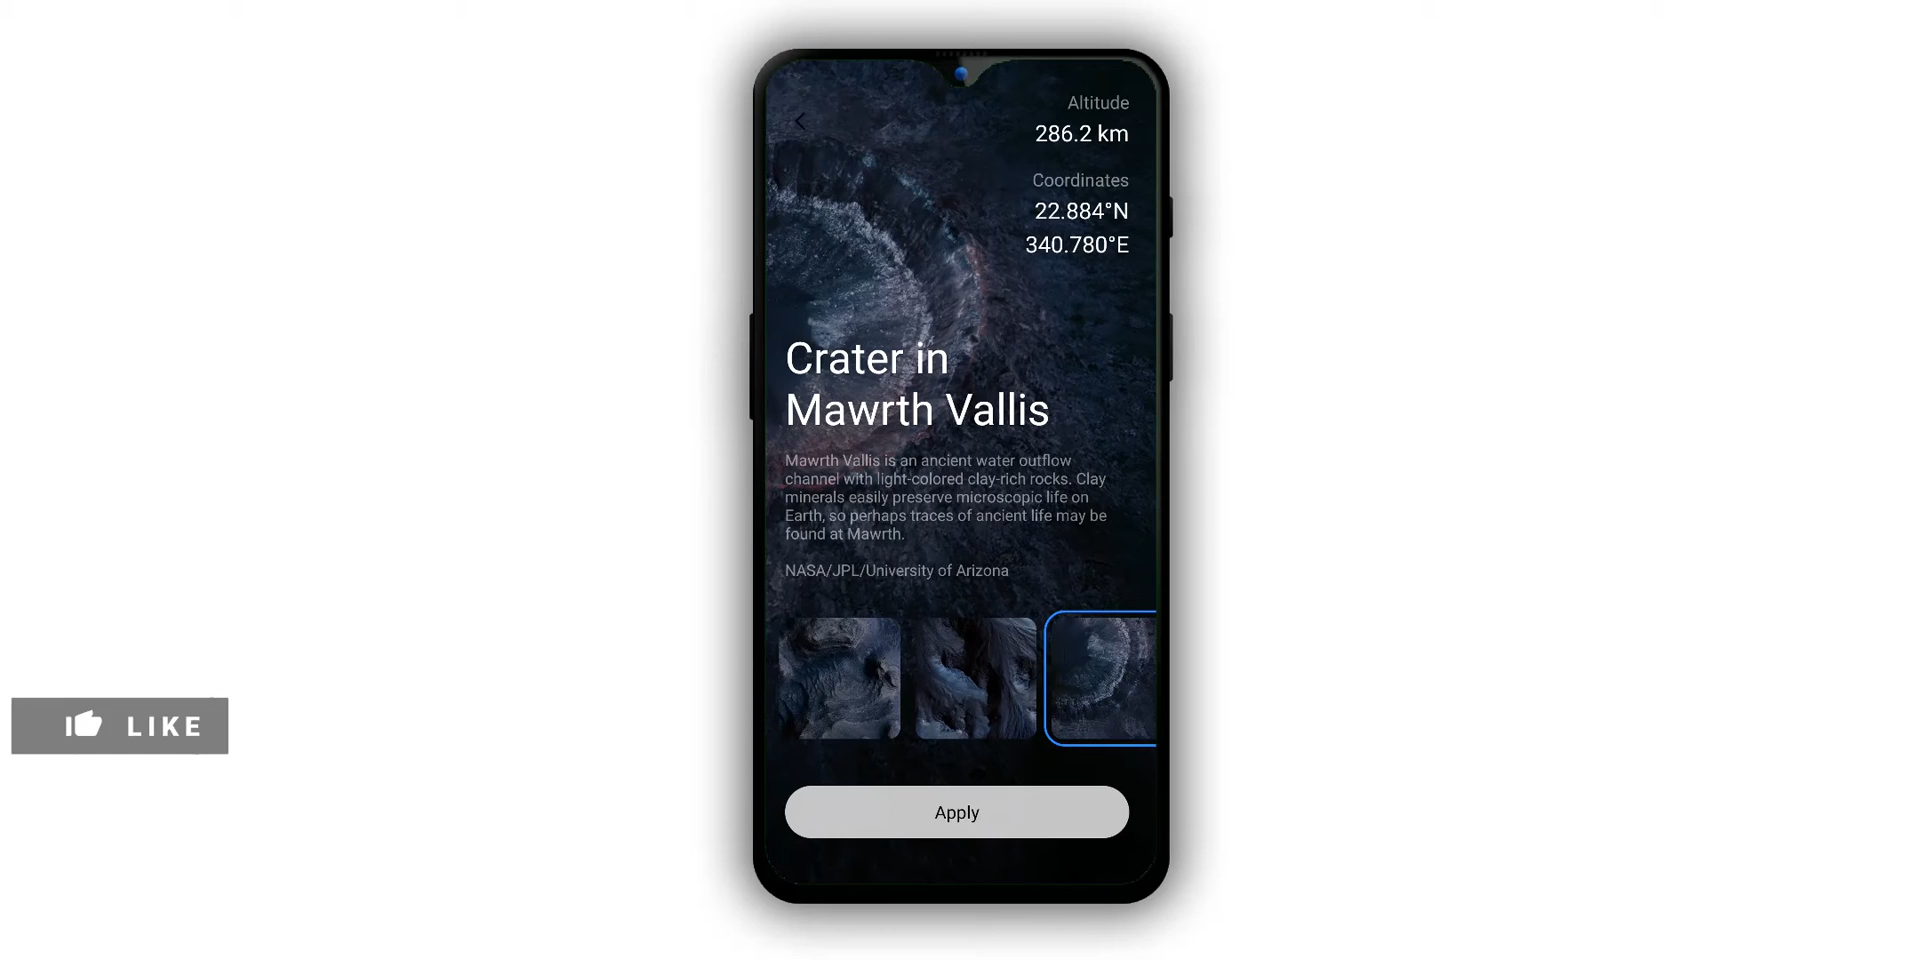 Altitude
286.2 km
Coordinates
22.884°N
340.780°E
Crater in
Mawrth Vallis
Mawrth Vallis is an ancient water outflow
channel with light-colored clay-rich rocks. Clay
minerals easily preserve microscopic life on
Earth, so perhaps traces of ancient life may be
found at Mawrth.
NASA/JPL/University of Arizona
LIKE
Apply